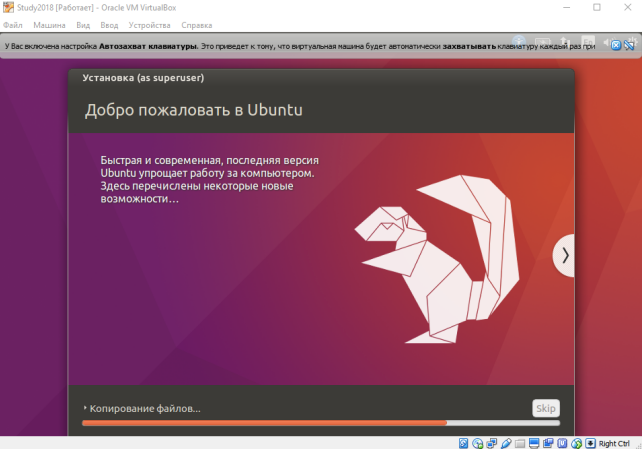 Study2018 [Работает] - Oracle VM VirtualBox
Файл Машина Вид Ввод Устройства Справка
У Вас включена настройка Автозахват клавиатуры. Это приведет к тому, что виртуальная машина будет автоматически захватывать клавиатуру каждый раз при
Установка (as superuser)
Добро пожаловать в Ubuntu
Быстрая и современная, последняя версия
Ubuntu упрощает работу за компьютером.
Здесь перечислены некоторые новые
возможности…
Копирование файлов...
Skip
Right Ctrl